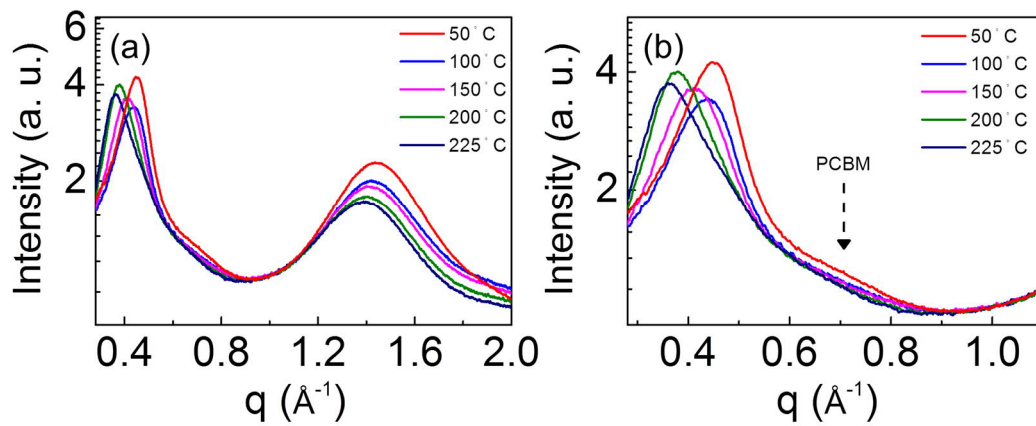 (a)
50°C
100°C
150°C
200°C
225°C
6
4
2
Intensity (a. u.)
0.4 0.8 1.2 1.6 2.0
q (Å⁻¹)
(b)
50°C
100°C
150°C
200°C
225°C
PCBM
4
2
Intensity (a. u.)
0.4 0.6 0.8 1.0
q (Å⁻¹)